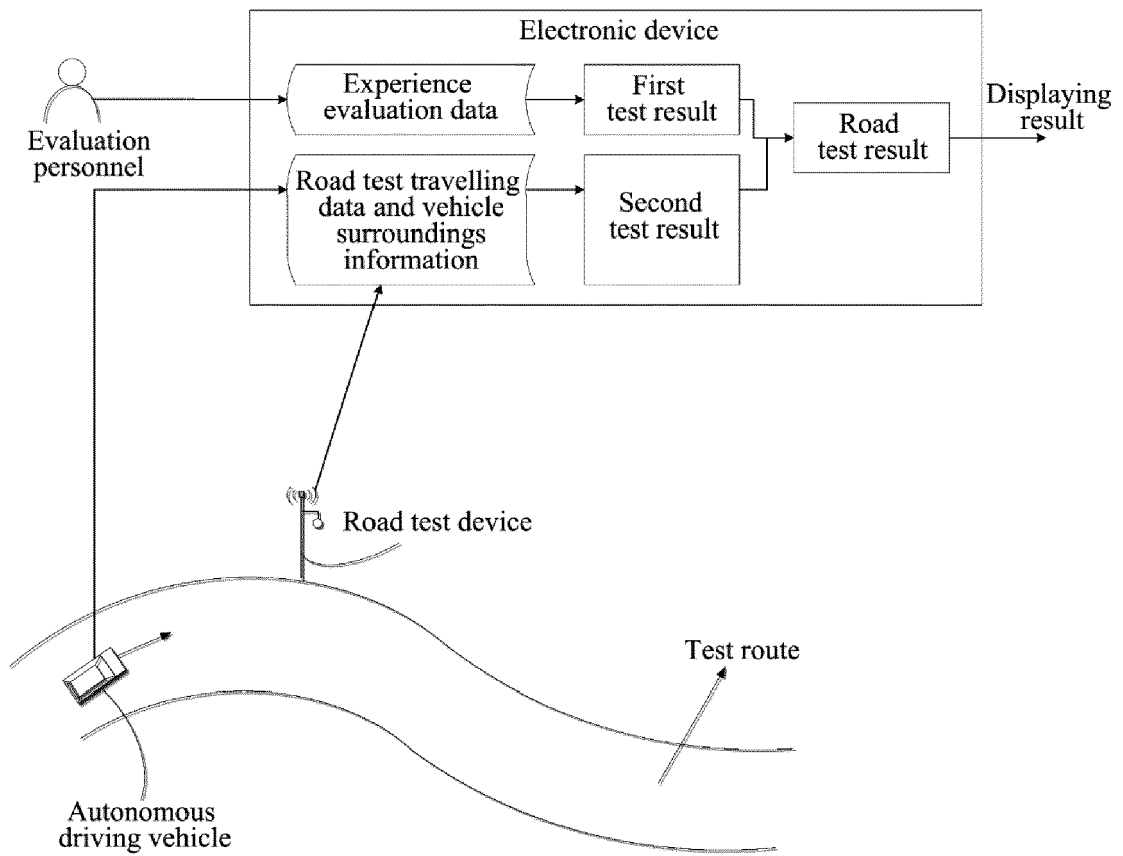 Electronic device
Experience
evaluation data
First
test result
Displaying
result
Road
test result
Evaluation
personnel
Road test travelling
data and vehicle
surroundings
information
Second
test result
Road test device
Test route
Autonomous
driving vehicle